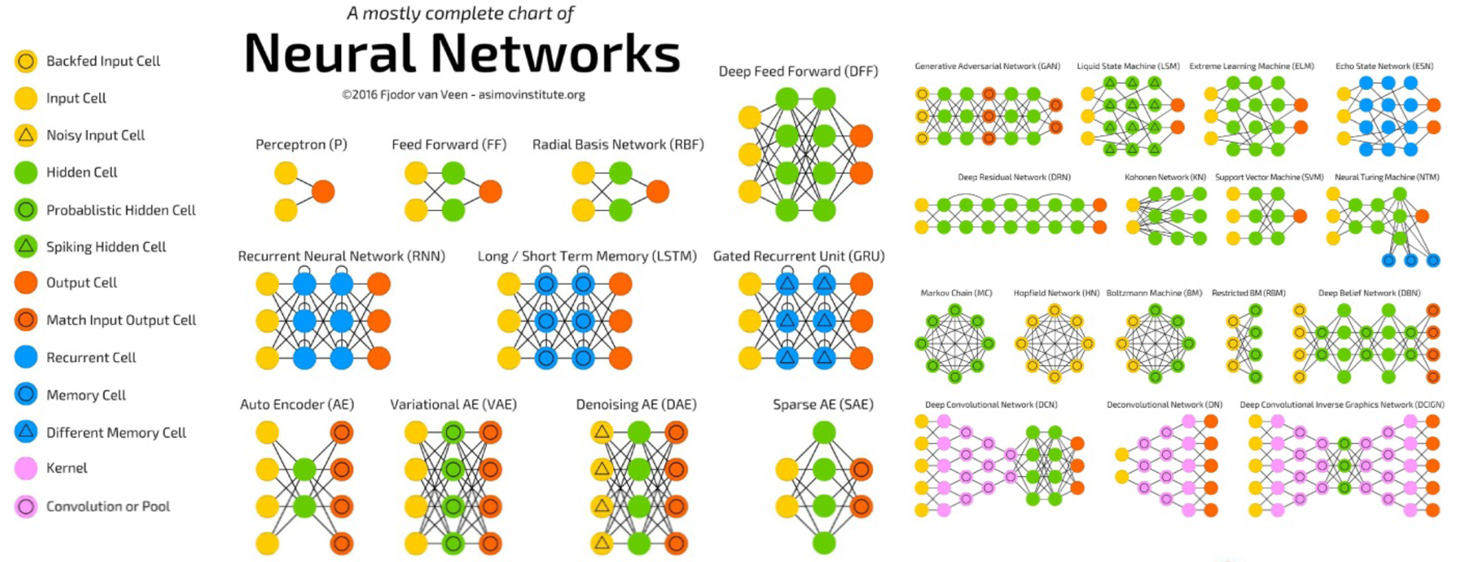 A mostly complete chart of
Neural Networks
©2016 Fjodor van Veen - asimovinstitute.org
Backfed Input Cell
Input Cell
Noisy Input Cell
Hidden Cell
Probablistic Hidden Cell
Spiking Hidden Cell
Output Cell
Match Input Output Cell
Recurrent Cell
Memory Cell
Different Memory Cell
Kernel
Convolution or Pool
Perceptron (P)
Feed Forward (FF)
Radial Basis Network (RBF)
Deep Feed Forward (DFF)
Recurrent Neural Network (RNN)
Long / Short Term Memory (LSTM)
Gated Recurrent Unit (GRU)
Auto Encoder (AE)
Variational AE (VAE)
Denoising AE (DAE)
Sparse AE (SAE)
Generative Adversarial Network (GAN)
Liquid State Machine (LSM)
Extreme Learning Machine (ELM)
Echo State Network (ESN)
Deep Residual Network (DRN)
Kohonen Network (KN)
Support Vector Machine (SVM)
Neural Turing Machine (NTM)
Markov Chain (MC)
Hopfield Network (HN)
Boltzmann Machine (BM)
Restricted BM (RBM)
Deep Belief Network (DBN)
Deep Convolutional Network (DCN)
Deconvolutional Network (DN)
Deep Convolutional Inverse Graphics Network (DCIGN)